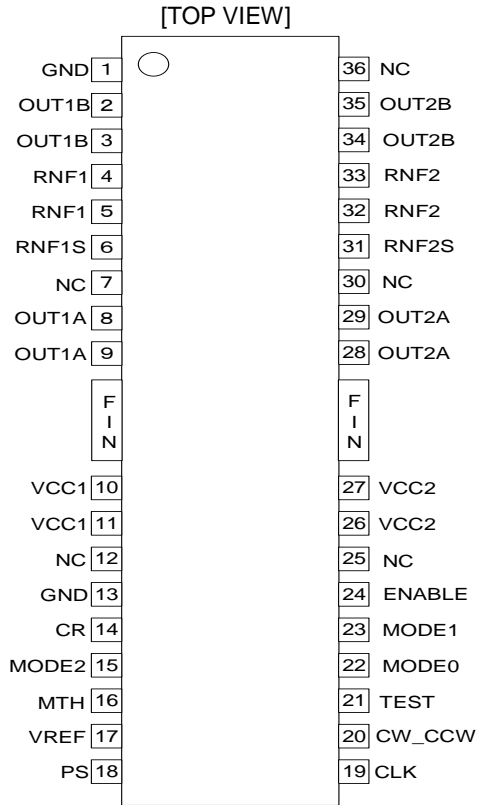 [TOP VIEW]
GND 1 36 NC
OUT1B 2 35 OUT2B
OUT1B 3 34 OUT2B
RNF1 4 33 RNF2
RNF1 5 32 RNF2
RNF1S 6 31 RNF2S
NC 7 30 NC
OUT1A 8 29 OUT2A
OUT1A 9 28 OUT2A
F F
I I
N N
VCC1 10 27 VCC2
VCC1 11 26 VCC2
NC 12 25 NC
GND 13 24 ENABLE
CR 14 23 MODE1
MODE2 15 22 MODE0
MTH 16 21 TEST
VREF 17 20 CW_CCW
PS 18 19 CLK